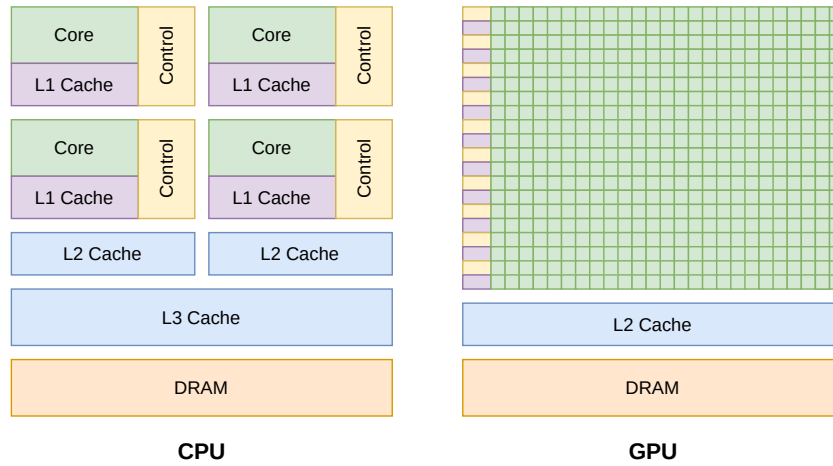 Core
L1 Cache
Control
Core
L1 Cache
Control
Core
L1 Cache
Control
Core
L1 Cache
Control
L2 Cache
L2 Cache
L3 Cache
DRAM
CPU
L2 Cache
DRAM
GPU